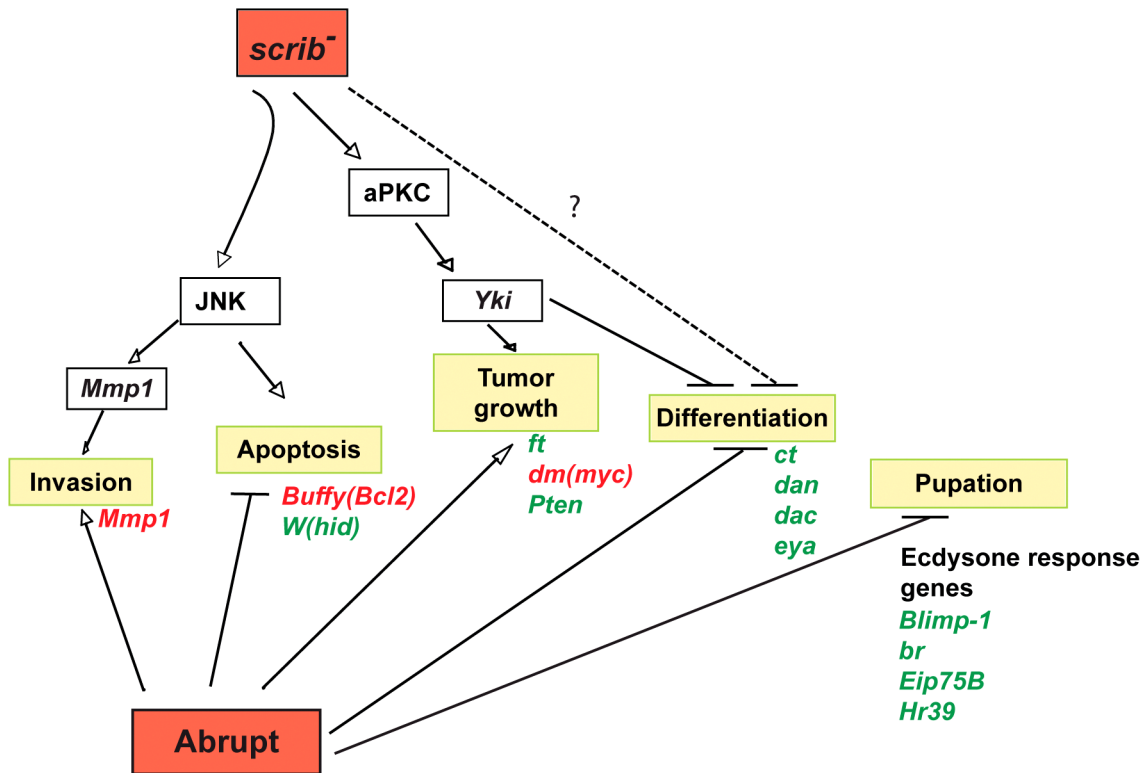 scrib-
aPKC
?
JNK
Yki
Mmp1
Tumor
growth
Differentiation
Apoptosis
Invasion
Pupation
Mmp1
Buffy(Bcl2)
W(hid)
ft
dm(myc)
Pten
ct
dan
dac
eya
Ecdysone response
genes
Blimp-1
br
Eip75B
Hr39
Abrupt